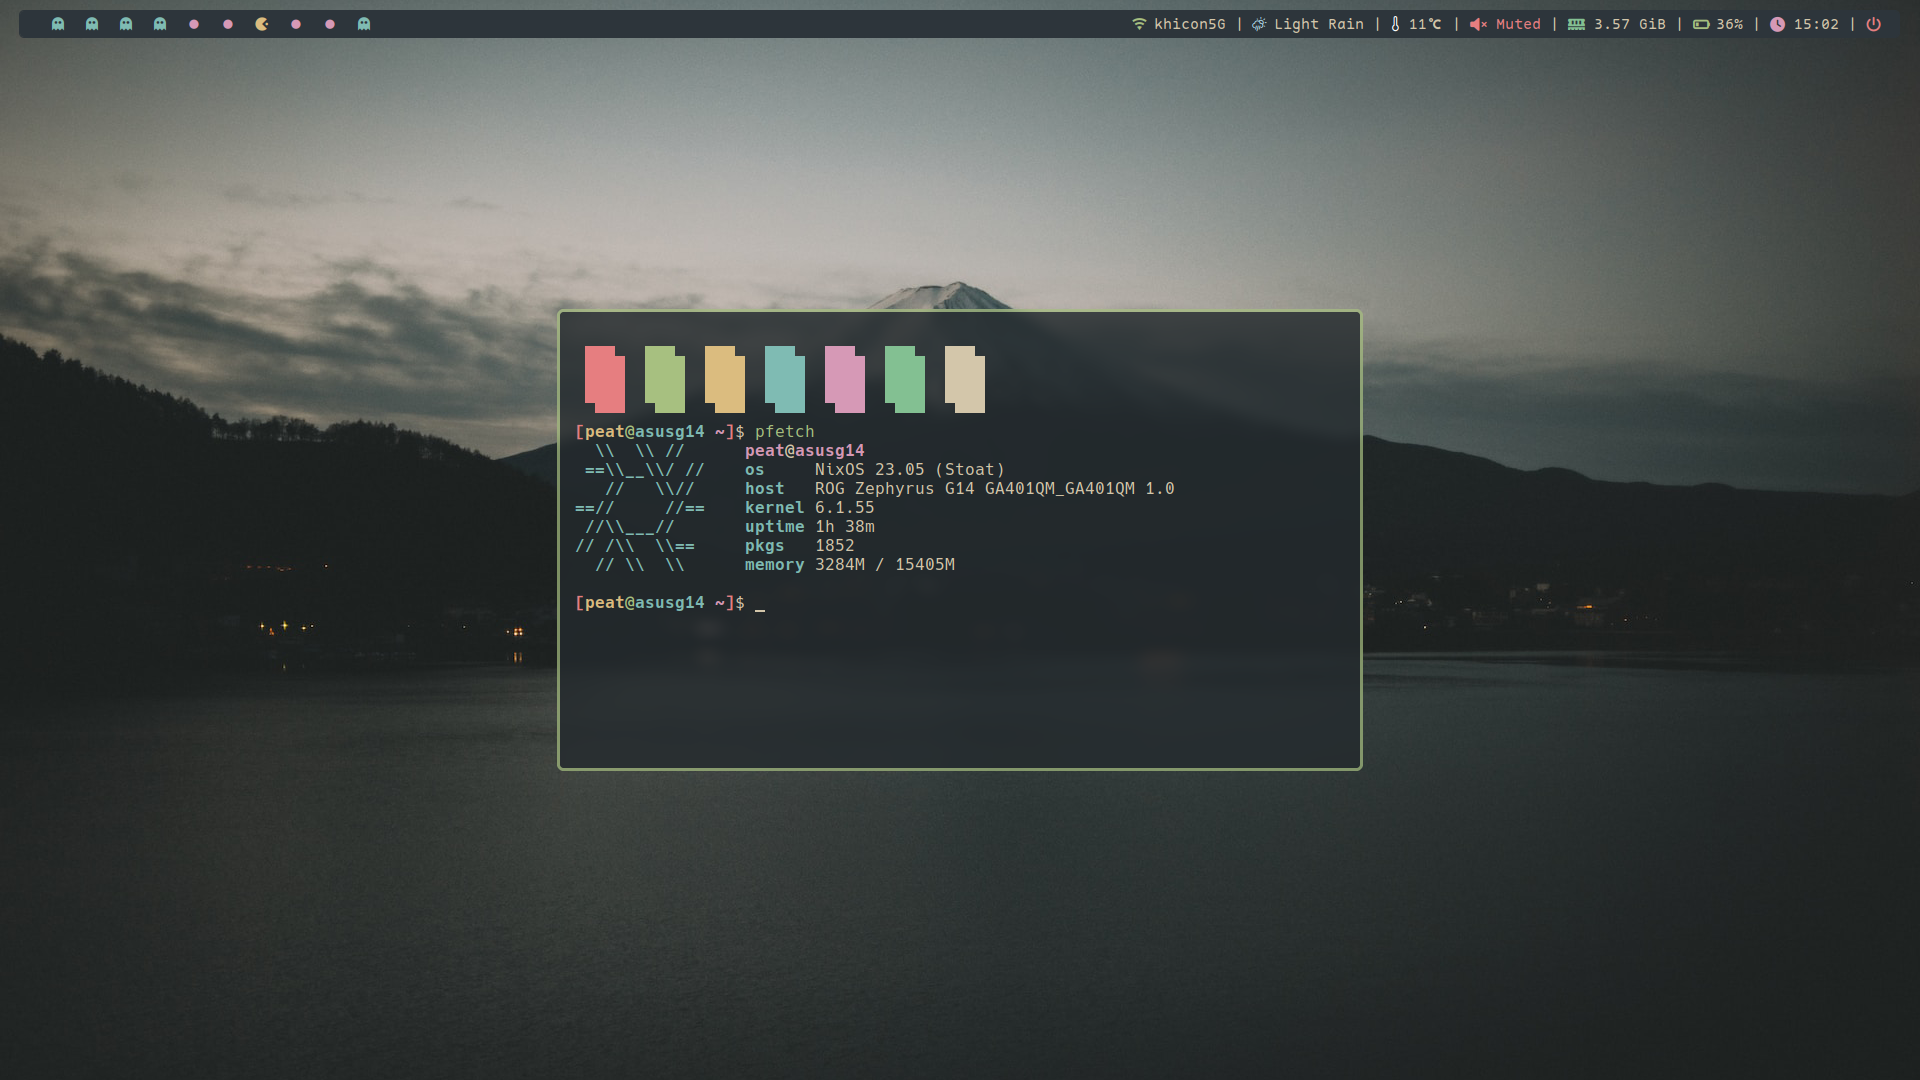 khicon5G | Light Rain | 11℃ | Muted | 3.57 GiB | 36% | 15:02 |
[peat@asusg14 ~]$ pfetch
  \\  \\ //      peat@asusg14
 ==\\__\\/ //    os     NixOS 23.05 (Stoat)
   //   \\//     host   ROG Zephyrus G14 GA401QM_GA401QM 1.0
==//     //==    kernel 6.1.55
 //\\___//       uptime 1h 38m
// /\\  \\==     pkgs   1852
  // \\  \\      memory 3284M / 15405M
[peat@asusg14 ~]$ _